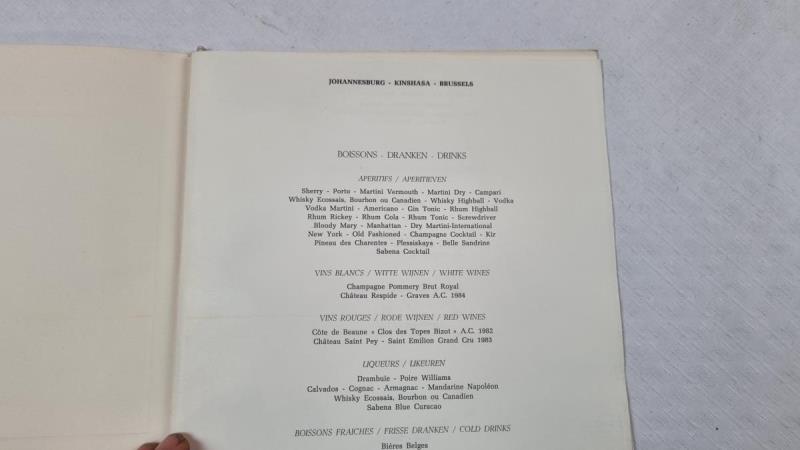 JOHANNESBURG - KINSHASA - BRUSSELS
BOISSONS - DRANKEN - DRINKS
APERITIFS / APERITIEVEN
Sherry - Porto - Martini Vermouth - Martini Dry - Campari
Whisky Ecossais, Bourbon ou Canadien - Whisky Highball - Vodka
Vodka Martini - Americano - Gin Tonic - Rhum Highball
Rhum Rickey - Rhum Cola - Rhum Tonic - Screwdriver
Bloody Mary - Manhattan - Dry Martini-International
New York - Old Fashioned - Champagne Cocktail - Kir
Pineau des Charentes - Plessiskaya - Belle Sandrine
Sabena Cocktail
VINS BLANCS / WITTE WIJNEN / WHITE WINES
Champagne Pommery Brut Royal
Château Respide - Graves A.C. 1984
VINS ROUGES / RODE WIJNEN / RED WINES
Côte de Beaune « Clos des Topes Bizot » A.C. 1982
Château Saint Pey - Saint Emilion Grand Cru 1983
LIQUEURS / LIKEUREN
Drambuie - Poire Williams
Calvados - Cognac - Armagnac - Mandarine Napoléon
Whisky Ecossais, Bourbon ou Canadien
Sabena Blue Curacao
BOISSONS FRAICHES / FRISSE DRANKEN / COLD DRINKS
Bières Belges